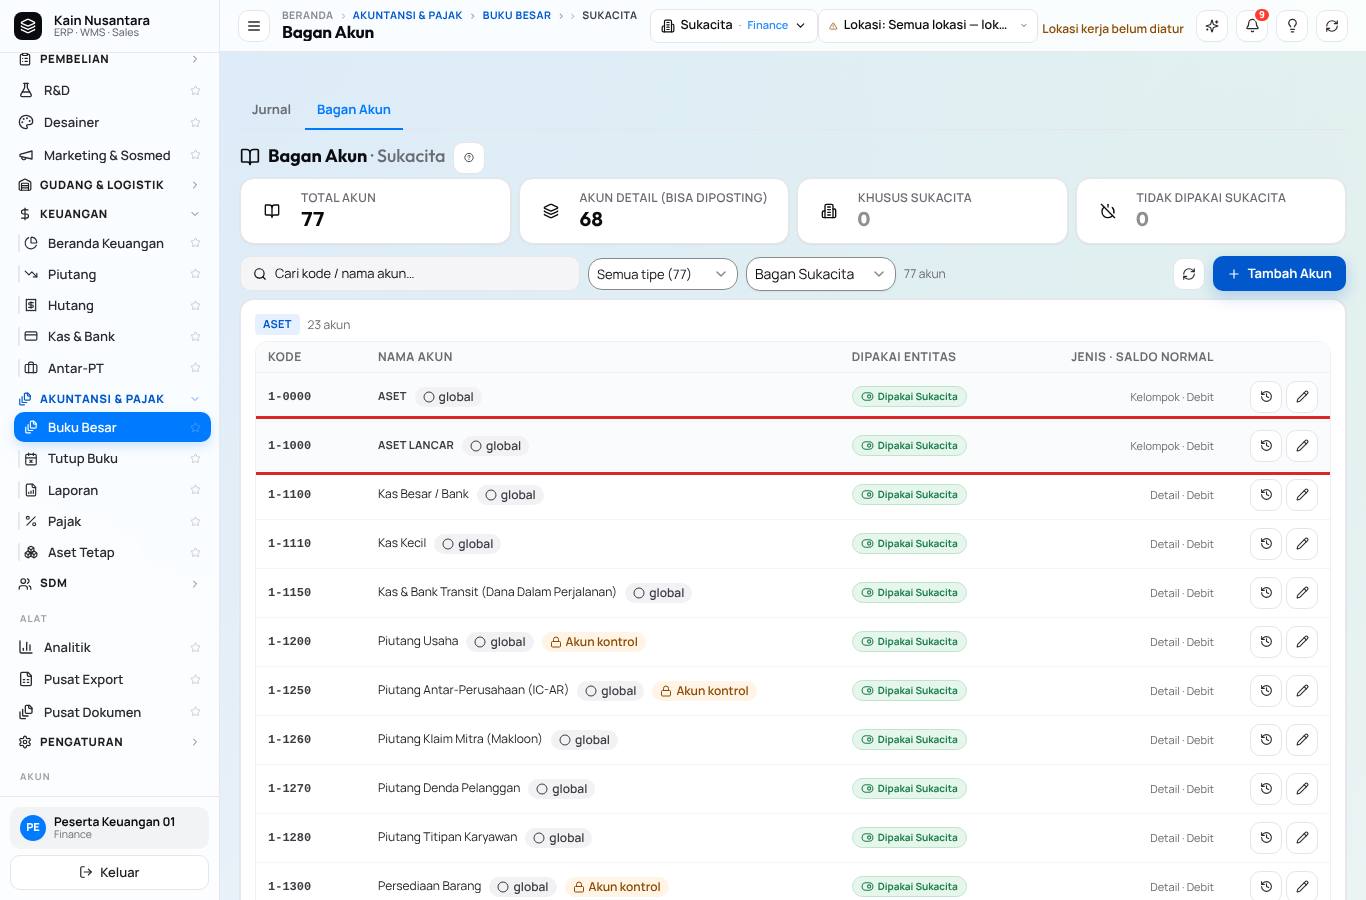 Kain Nusantara
ERP · WMS · Sales
PEMBELIAN
R&D
Desainer
Marketing & Sosmed
GUDANG & LOGISTIK
KEUANGAN
Beranda Keuangan
Piutang
Hutang
Kas & Bank
Antar-PT
AKUNTANSI & PAJAK
Buku Besar
Tutup Buku
Laporan
Pajak
Aset Tetap
SDM
ALAT
Analitik
Pusat Export
Pusat Dokumen
PENGATURAN
AKUN
PE
Peserta Keuangan 01
Finance
Keluar
BERANDA › AKUNTANSI & PAJAK › BUKU BESAR › › SUKACITA
Bagan Akun
Sukacita · Finance
Lokasi: Semua lokasi — lok...
Lokasi kerja belum diatur
9
Jurnal
Bagan Akun
Bagan Akun · Sukacita
TOTAL AKUN
77
AKUN DETAIL (BISA DIPOSTING)
68
KHUSUS SUKACITA
0
TIDAK DIPAKAI SUKACITA
0
Cari kode / nama akun...
Semua tipe (77)
Bagan Sukacita
77 akun
+ Tambah Akun
ASET 23 akun
KODE NAMA AKUN DIPAKAI ENTITAS JENIS · SALDO NORMAL
1-0000 ASET global Dipakai Sukacita Kelompok · Debit
1-1000 ASET LANCAR global Dipakai Sukacita Kelompok · Debit
1-1100 Kas Besar / Bank global Dipakai Sukacita Detail · Debit
1-1110 Kas Kecil global Dipakai Sukacita Detail · Debit
1-1150 Kas & Bank Transit (Dana Dalam Perjalanan) global Dipakai Sukacita Detail · Debit
1-1200 Piutang Usaha global Akun kontrol Dipakai Sukacita Detail · Debit
1-1250 Piutang Antar-Perusahaan (IC-AR) global Akun kontrol Dipakai Sukacita Detail · Debit
1-1260 Piutang Klaim Mitra (Makloon) global Dipakai Sukacita Detail · Debit
1-1270 Piutang Denda Pelanggan global Dipakai Sukacita Detail · Debit
1-1280 Piutang Titipan Karyawan global Dipakai Sukacita Detail · Debit
1-1300 Persediaan Barang global Akun kontrol Dipakai Sukacita Detail · Debit